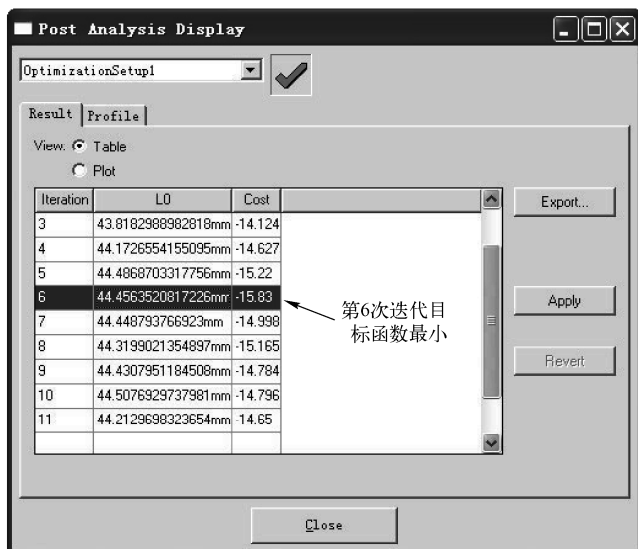 Post Analysis Display
OptimizationSetup1
Result Profile
View: Table
Plot
Iteration L0 Cost
3 43.8182988982818mm -14.124
4 44.1726554155095mm -14.627
5 44.4868703317756mm -15.22
6 44.4563520817226mm -15.83
7 44.448793766923mm -14.998
8 44.3199021354897mm -15.165
9 44.4307951184508mm -14.784
10 44.5076929737981mm -14.796
11 44.2129698323654mm -14.65
第6次迭代目
标函数最小
Export...
Apply
Revert
Close